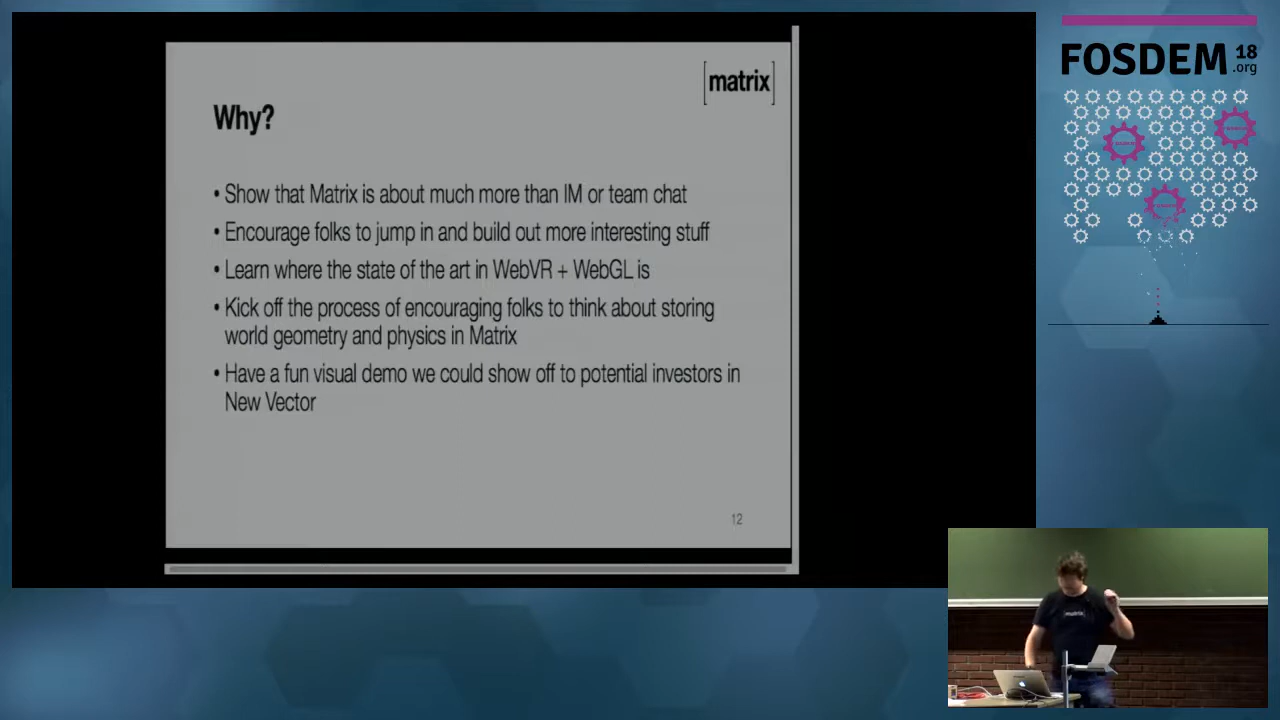 [matrix]
Why?
• Show that Matrix is about much more than IM or team chat
• Encourage folks to jump in and build out more interesting stuff
• Learn where the state of the art in WebVR + WebGL is
• Kick off the process of encouraging folks to think about storing
world geometry and physics in Matrix
• Have a fun visual demo we could show off to potential investors in
New Vector
12
FOSDEM 18
.org
[matrix]